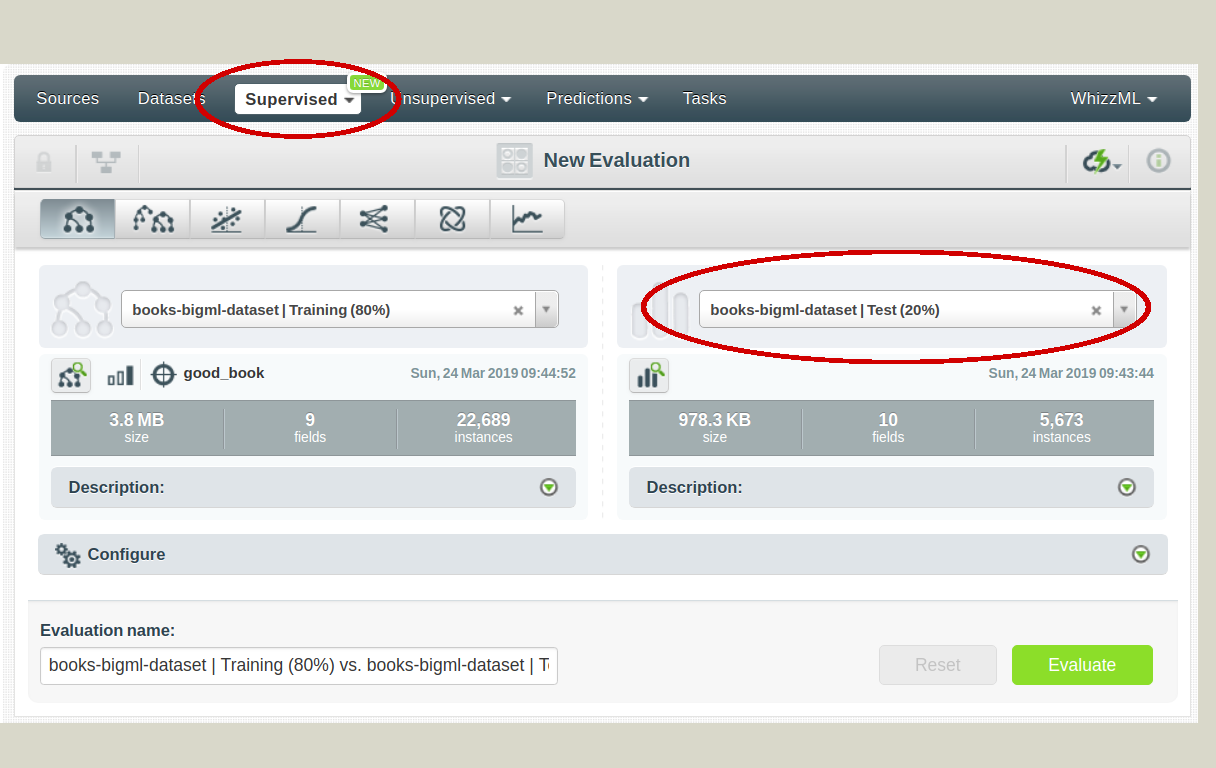 Sources Datasets Supervised NEW Unsupervised Predictions Tasks WhizzML
New Evaluation
books-bigml-dataset | Training (80%)
books-bigml-dataset | Test (20%)
good_book Sun, 24 Mar 2019 09:44:52
Sun, 24 Mar 2019 09:43:44
3.8 MB 9 22,689
size fields instances
978.3 KB 10 5,673
size fields instances
Description:
Description:
Configure
Evaluation name:
books-bigml-dataset | Training (80%) vs. books-bigml-dataset | Te
Reset Evaluate